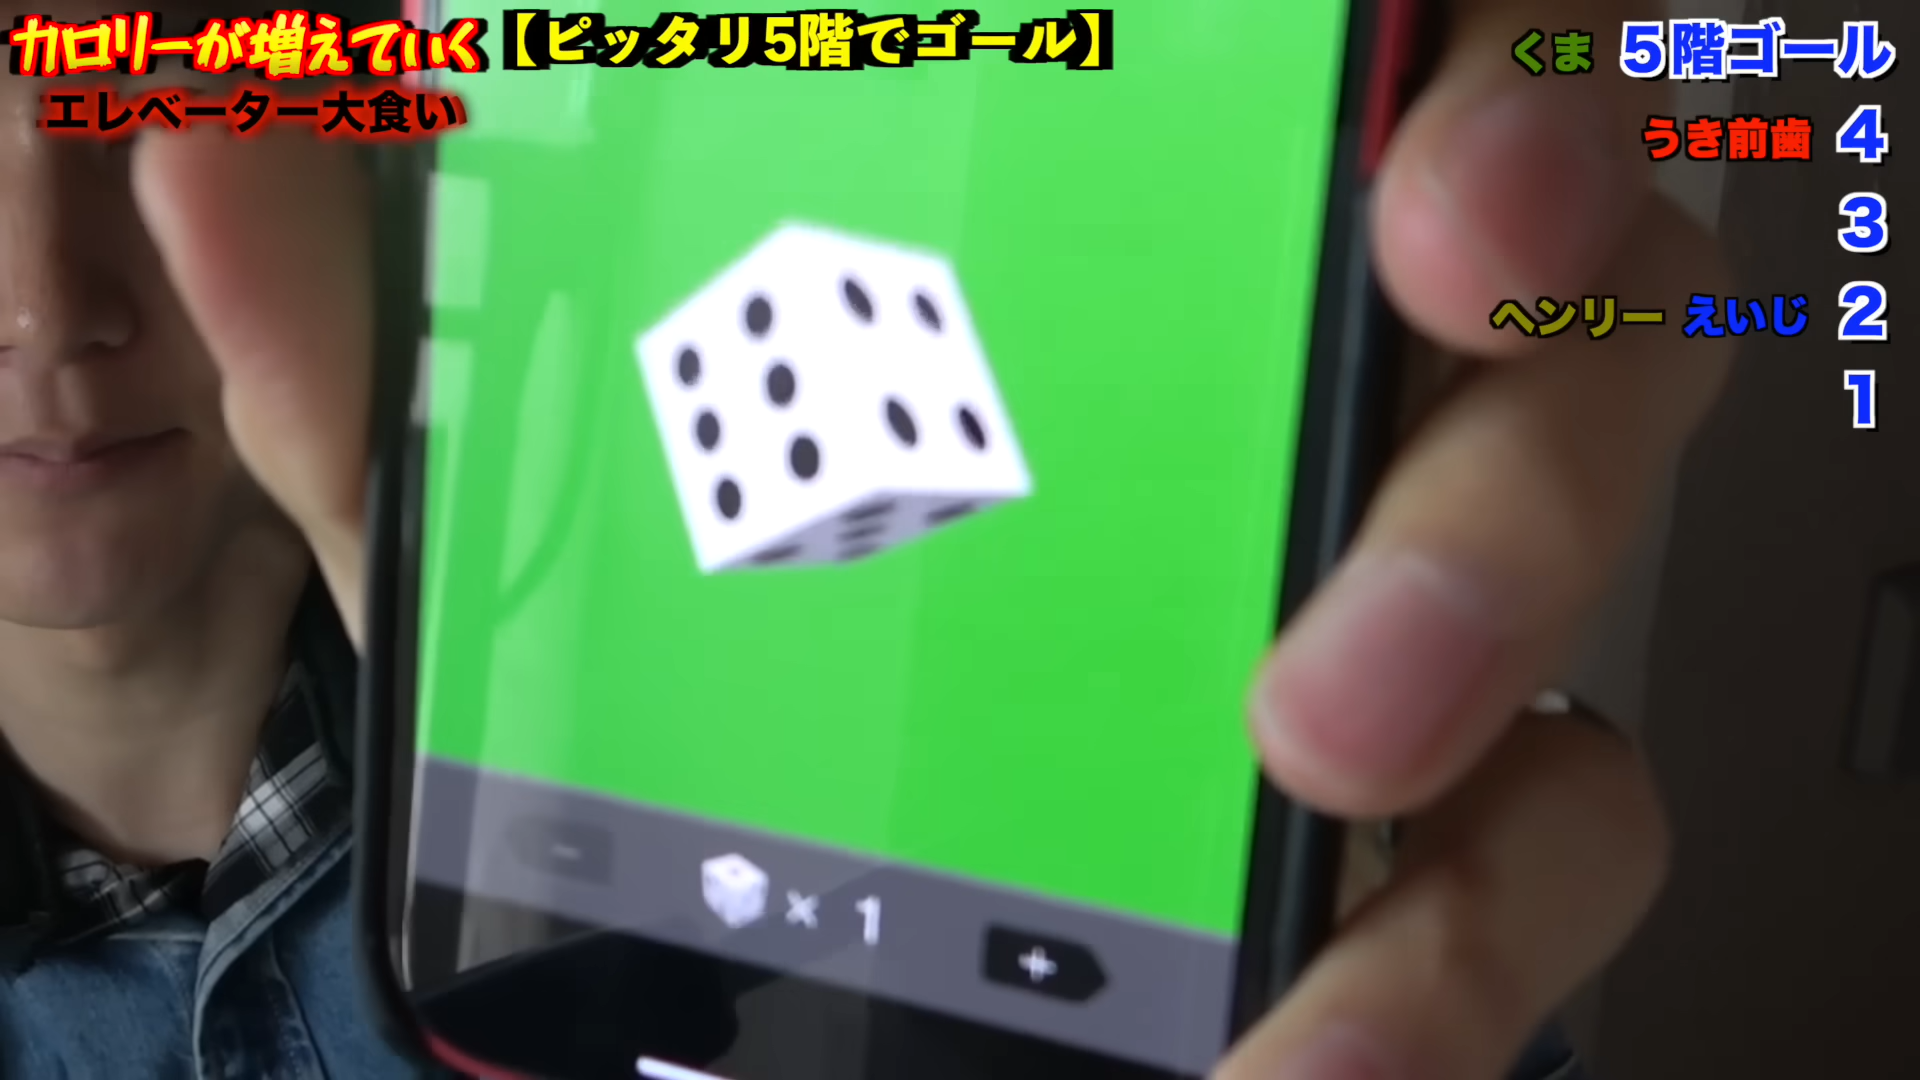 カロリーが増えていく【ピッタリ5階でゴール】
エレベーター大食い
くま 5階ゴール
うき前歯 4
3
ヘンリー えいじ 2
1
- × 1 +